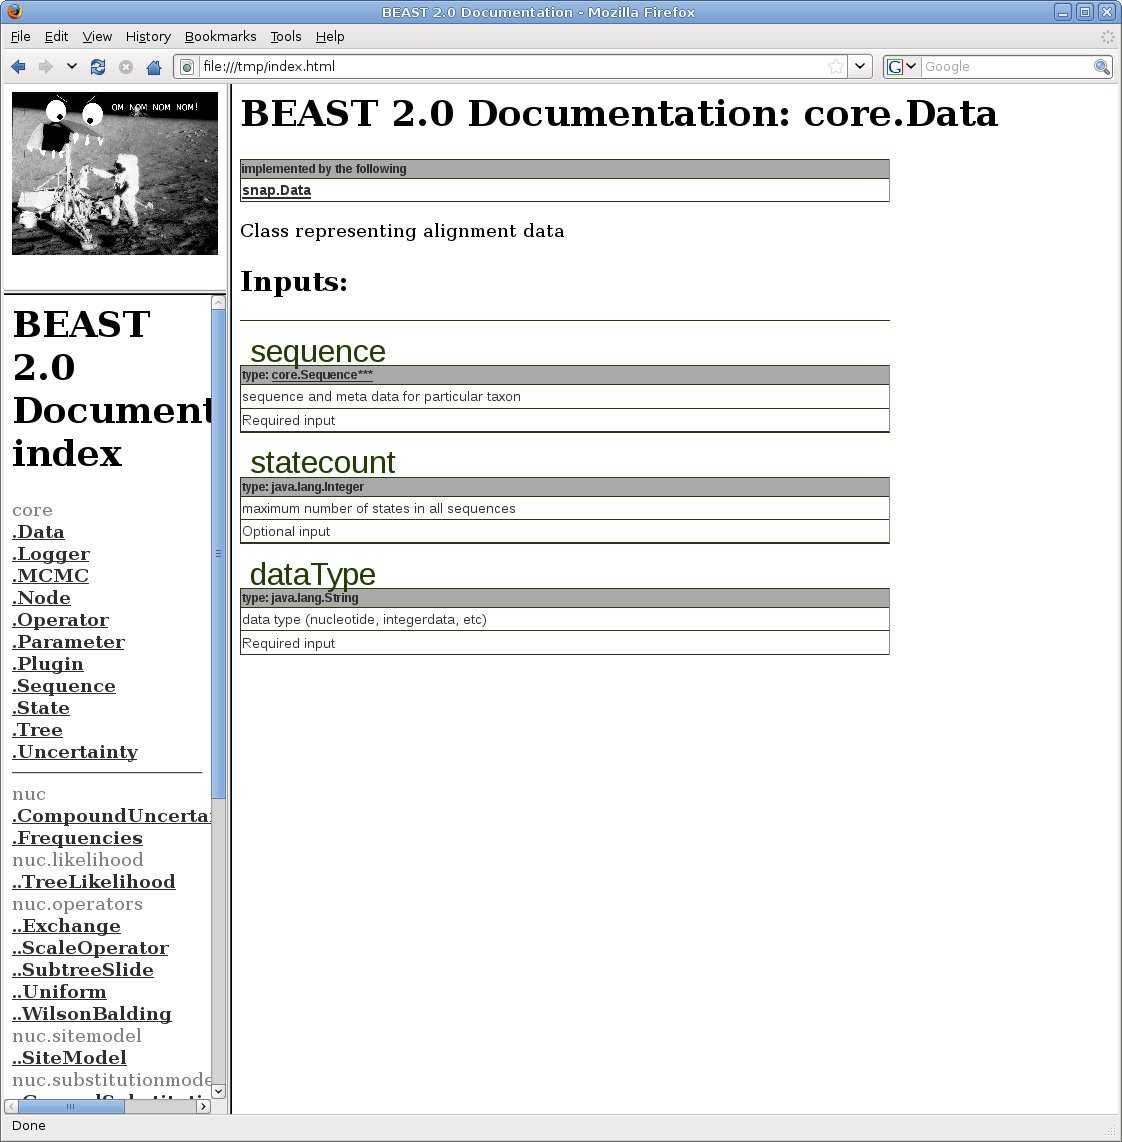 BEAST 2.0 Documentation - Mozilla Firefox
File Edit View History Bookmarks Tools Help
file:///tmp/index.html
G Google
OM NOM NOM NOM!
BEAST
2.0
Document
index
core
.Data
.Logger
.MCMC
.Node
.Operator
.Parameter
.Plugin
.Sequence
.State
.Tree
.Uncertainty
nuc
.CompoundUncertai
.Frequencies
nuc.likelihood
..TreeLikelihood
nuc.operators
..Exchange
..ScaleOperator
..SubtreeSlide
..Uniform
..WilsonBalding
nuc.sitemodel
..SiteModel
nuc.substitutionmode
BEAST 2.0 Documentation: core.Data
implemented by the following
snap.Data
Class representing alignment data
Inputs:
sequence
type: core.Sequence***
sequence and meta data for particular taxon
Required input
statecount
type: java.lang.Integer
maximum number of states in all sequences
Optional input
dataType
type: java.lang.String
data type (nucleotide, integerdata, etc)
Required input
Done